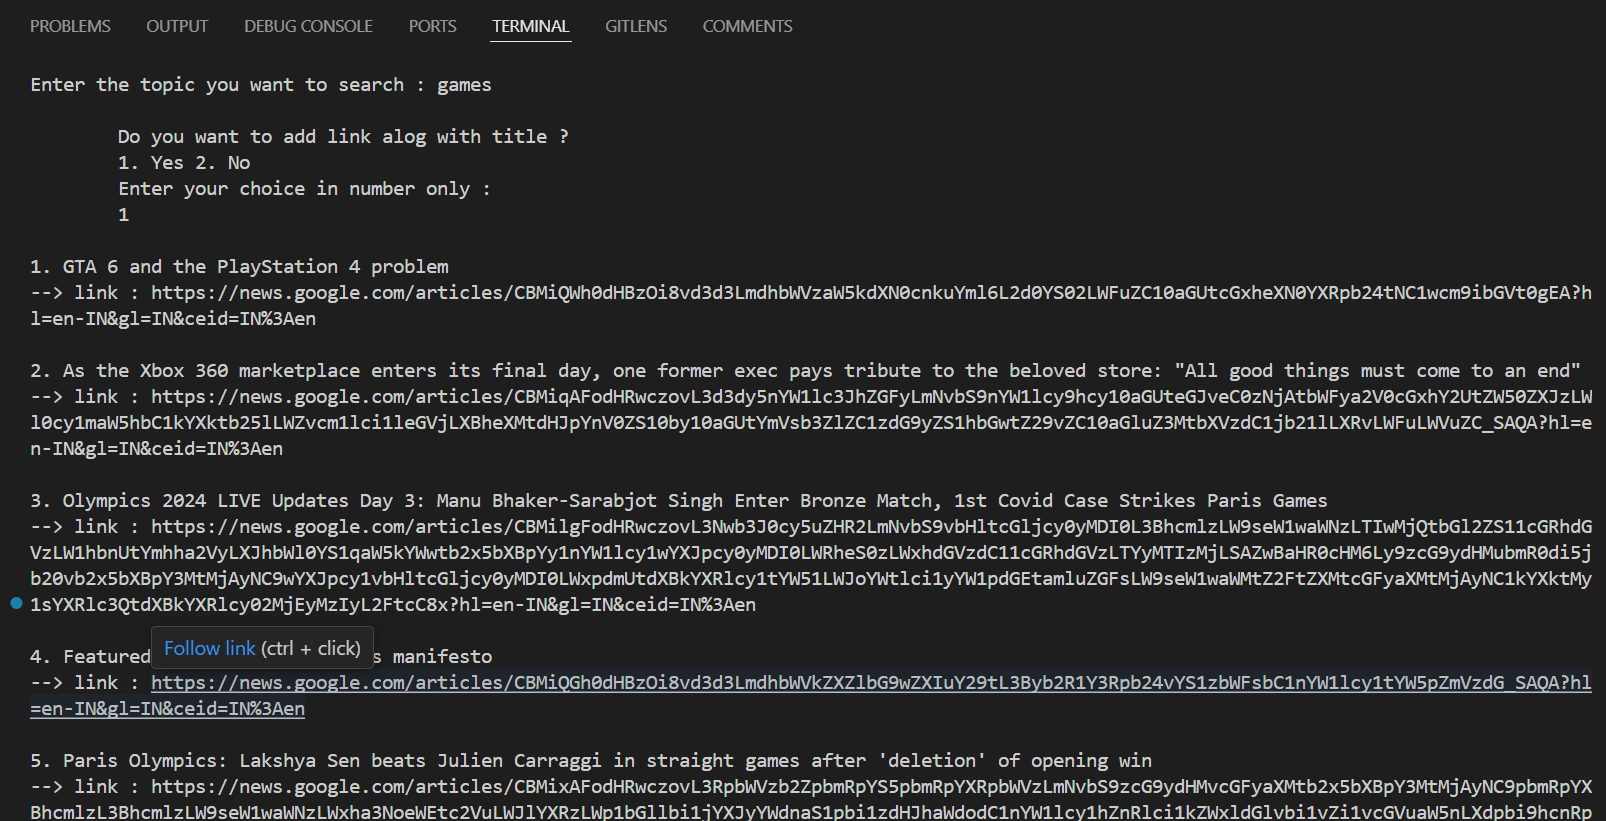 PROBLEMS OUTPUT DEBUG CONSOLE PORTS TERMINAL GITLENS COMMENTS
Enter the topic you want to search : games
Do you want to add link alog with title ?
1. Yes 2. No
Enter your choice in number only :
1
1. GTA 6 and the PlayStation 4 problem
--> link : https://news.google.com/articles/CBMiQWh0dHBzOi8vd3d3LmdhbWVzaW5kdXN0cnkuYml6L2d0YS02LWFuZC10aGUtcGxheXN0YXRpb24tNC1wcm9ibGVt0gEA?h
l=en-IN&gl=IN&ceid=IN%3Aen
2. As the Xbox 360 marketplace enters its final day, one former exec pays tribute to the beloved store: "All good things must come to an end"
--> link : https://news.google.com/articles/CBMiqAFodHRwczovL3d3dy5nYW1lc3JhZGFyLmNvbS9nYW1lcy9hcy10aGUteGJveC0zNjAtbWFya2V0cGxhY2UtZW50ZXJzLW
l0cy1maW5hbC1kYXktb25lLWZvcm1lci1leGVjLXBheXMtdHJpYnV0ZS10by10aGUtYmVsb3ZlZC1zdG9yZS1hbGwtZ29vZC10aGluZ3MtbXVzdC1jb21lLXRvLWFuLWVuZC_SAQA?hl=e
n-IN&gl=IN&ceid=IN%3Aen
3. Olympics 2024 LIVE Updates Day 3: Manu Bhaker-Sarabjot Singh Enter Bronze Match, 1st Covid Case Strikes Paris Games
--> link : https://news.google.com/articles/CBMilgFodHRwczovL3Nwb3J0cy5uZHR2LmNvbS9vbHltcGljcy0yMDI0L3BhcmlzLW9seW1waWNzLTIwMjQtbGl2ZS11cGRhdG
VzLW1hbnUtYmhha2VyLXJhbWl0YS1qaW5kYWwtb2x5bXBpYy1nYW1lcy1wYXJpcy0yMDI0LWRheS0zLWxhdGVzdC11cGRhdGVzLTYyMTIzMjLSAZwBaHR0cHM6Ly9zcG9ydHMubmR0di5j
b20vb2x5bXBpY3MtMjAyNC9wYXJpcy1vbHltcGljcy0yMDI0LWxpdmUtdXBkYXRlcy1tYW51LWJoYWtlci1yYW1pdGEtamluZGFsLW9seW1waWMtZ2FtZXMtcGFyaXMtMjAyNC1kYXktMy
1sYXRlc3QtdXBkYXRlcy02MjEyMzIyL2FtcC8x?hl=en-IN&gl=IN&ceid=IN%3Aen
Follow link (ctrl + click)
4. Featured s manifesto
--> link : https://news.google.com/articles/CBMiQGh0dHBzOi8vd3d3LmdhbWVkZXZlbG9wZXIuY29tL3Byb2R1Y3Rpb24vYS1zbWFsbC1nYW1lcy1tYW5pZmVzdG_SAQA?hl
=en-IN&gl=IN&ceid=IN%3Aen
5. Paris Olympics: Lakshya Sen beats Julien Carraggi in straight games after 'deletion' of opening win
--> link : https://news.google.com/articles/CBMixAFodHRwczovL3RpbWVzb2ZpbmRpYS5pbmRpYXRpbWVzLmNvbS9zcG9ydHMvcGFyaXMtb2x5bXBpY3MtMjAyNC9pbmRpYX
BhcmlzL3BhcmlzLW9seW1waWNzLWxha3NoeWEtc2VuLWJlYXRzLWp1bGllbi1jYXJyYWdnaS1pbi1zdHJhaWdodC1nYW1lcy1hZnRlci1kZWxldGlvbi1vZi1vcGVuaW5nLXdpbi9hcnRp